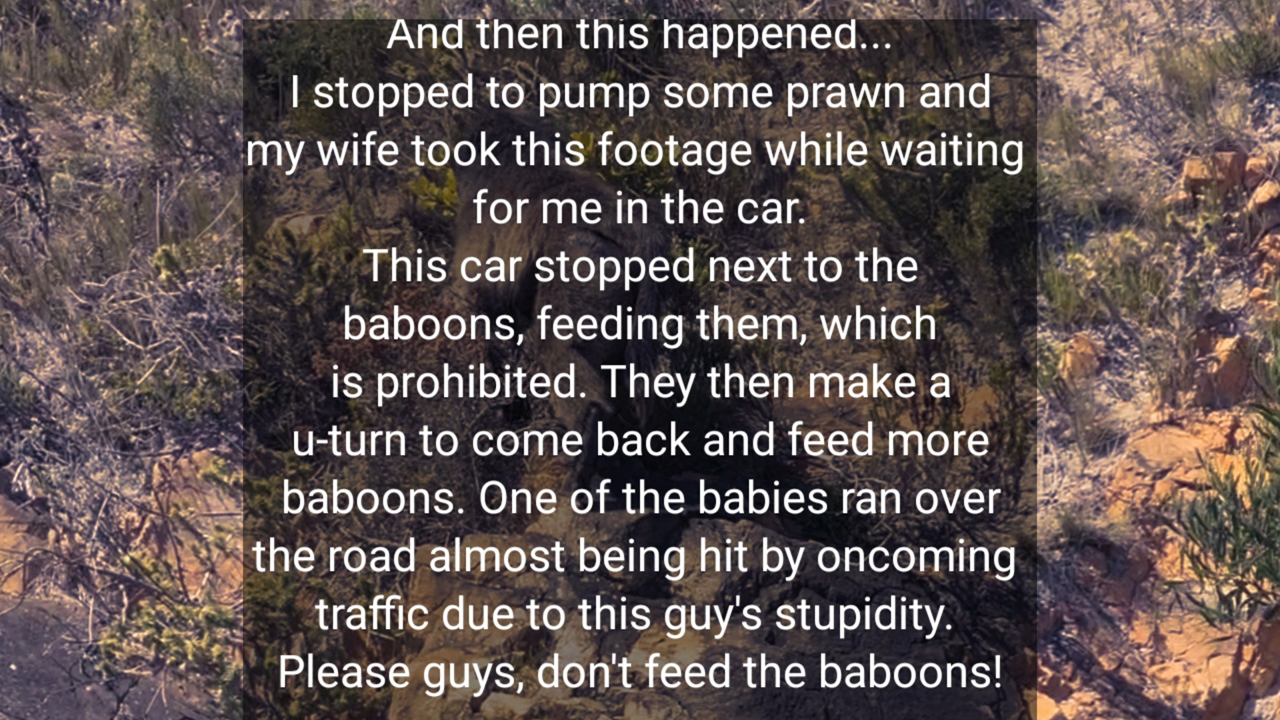 And then this happened...
I stopped to pump some prawn and
my wife took this footage while waiting
for me in the car.
This car stopped next to the
baboons, feeding them, which
is prohibited. They then make a
u-turn to come back and feed more
baboons. One of the babies ran over
the road almost being hit by oncoming
traffic due to this guy's stupidity.
Please guys, don't feed the baboons!